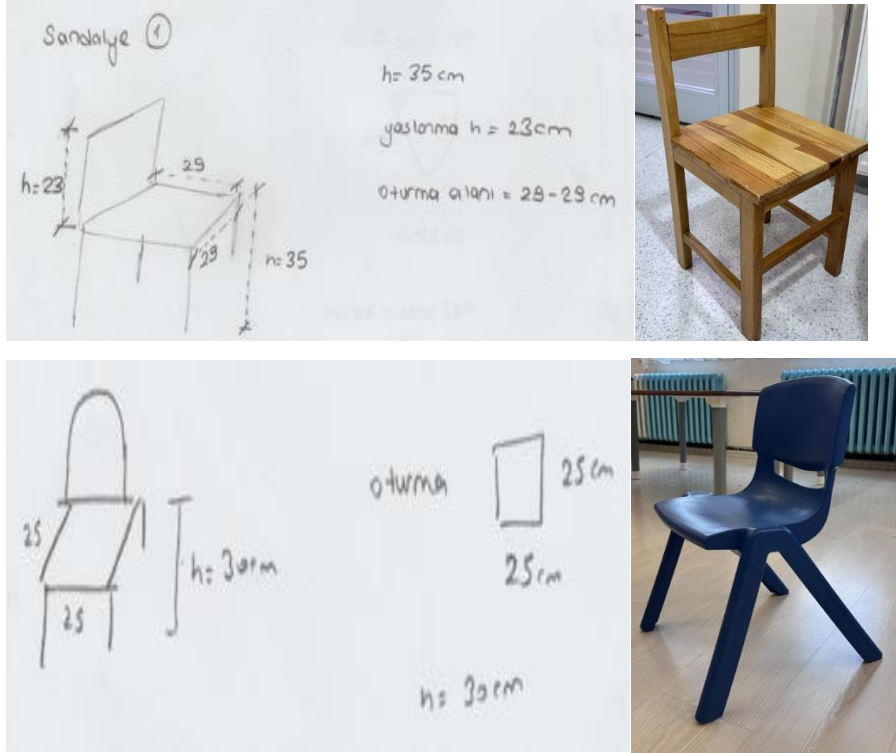 Sandalye 1
h= 35 cm
yaslanma h = 23cm
oturma alanı = 29-29 cm
29
h=23
29
h= 35
oturma
25 cm
25
h= 30cm
25cm
25
h= 30cm